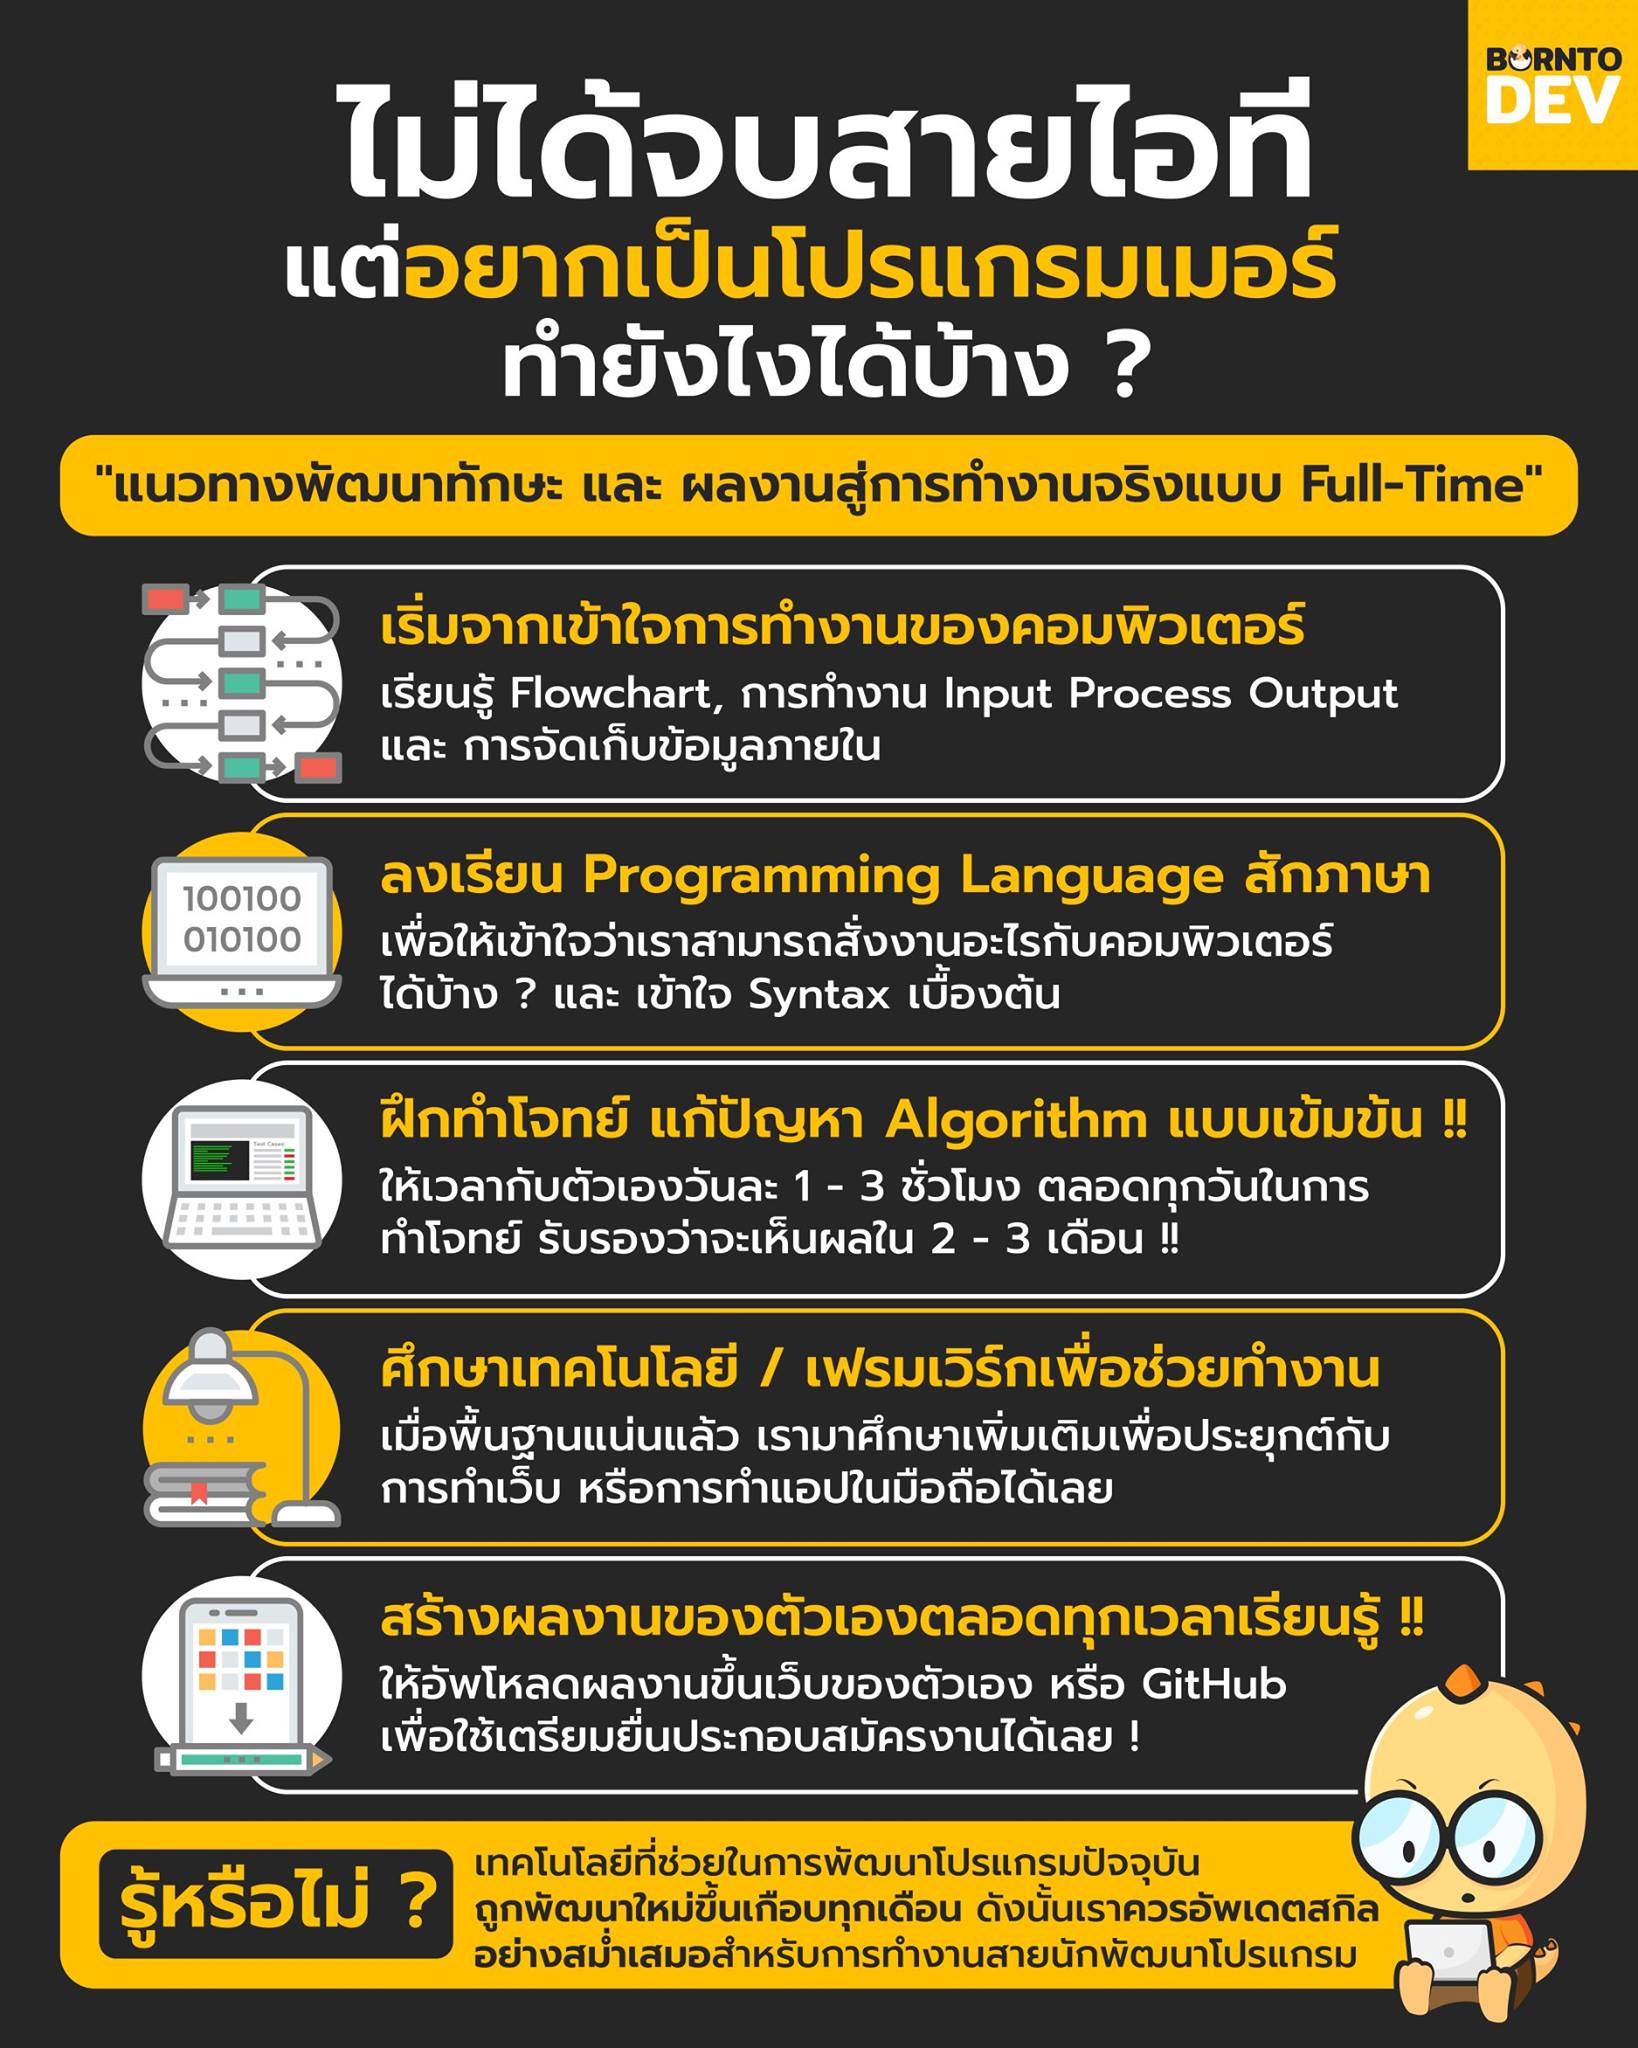 BORNTO
DEV
ไม่ได้จบสายไอที
แต่อยากเป็นโปรแกรมเมอร์
ทำยังไงได้บ้าง ?
"แนวทางพัฒนาทักษะ และ ผลงานสู่การทำงานจริงแบบ Full-Time"
เริ่มจากเข้าใจการทำงานของคอมพิวเตอร์
เรียนรู้ Flowchart, การทำงาน Input Process Output
และ การจัดเก็บข้อมูลภายใน
100100
010100
ลงเรียน Programming Language สักภาษา
เพื่อให้เข้าใจว่าเราสามารถสั่งงานอะไรกับคอมพิวเตอร์
ได้บ้าง ? และ เข้าใจ Syntax เบื้องต้น
Test Cases
ฝึกทำโจทย์ แก้ปัญหา Algorithm แบบเข้มข้น !!
ให้เวลากับตัวเองวันละ 1 - 3 ชั่วโมง ตลอดทุกวันในการ
ทำโจทย์ รับรองว่าจะเห็นผลใน 2 - 3 เดือน !!
ศึกษาเทคโนโลยี / เฟรมเวิร์กเพื่อช่วยทำงาน
เมื่อพื้นฐานแน่นแล้ว เรามาศึกษาเพิ่มเติมเพื่อประยุกต์กับ
การทำเว็บ หรือการทำแอปในมือถือได้เลย
สร้างผลงานของตัวเองตลอดทุกเวลาเรียนรู้ !!
ให้อัพโหลดผลงานขึ้นเว็บของตัวเอง หรือ GitHub
เพื่อใช้เตรียมยื่นประกอบสมัครงานได้เลย !
รู้หรือไม่ ?
เทคโนโลยีที่ช่วยในการพัฒนาโปรแกรมปัจจุบัน
ถูกพัฒนาใหม่ขึ้นเกือบทุกเดือน ดังนั้นเราควรอัพเดตสกิล
อย่างสม่ำเสมอสำหรับการทำงานสายนักพัฒนาโปรแกรม